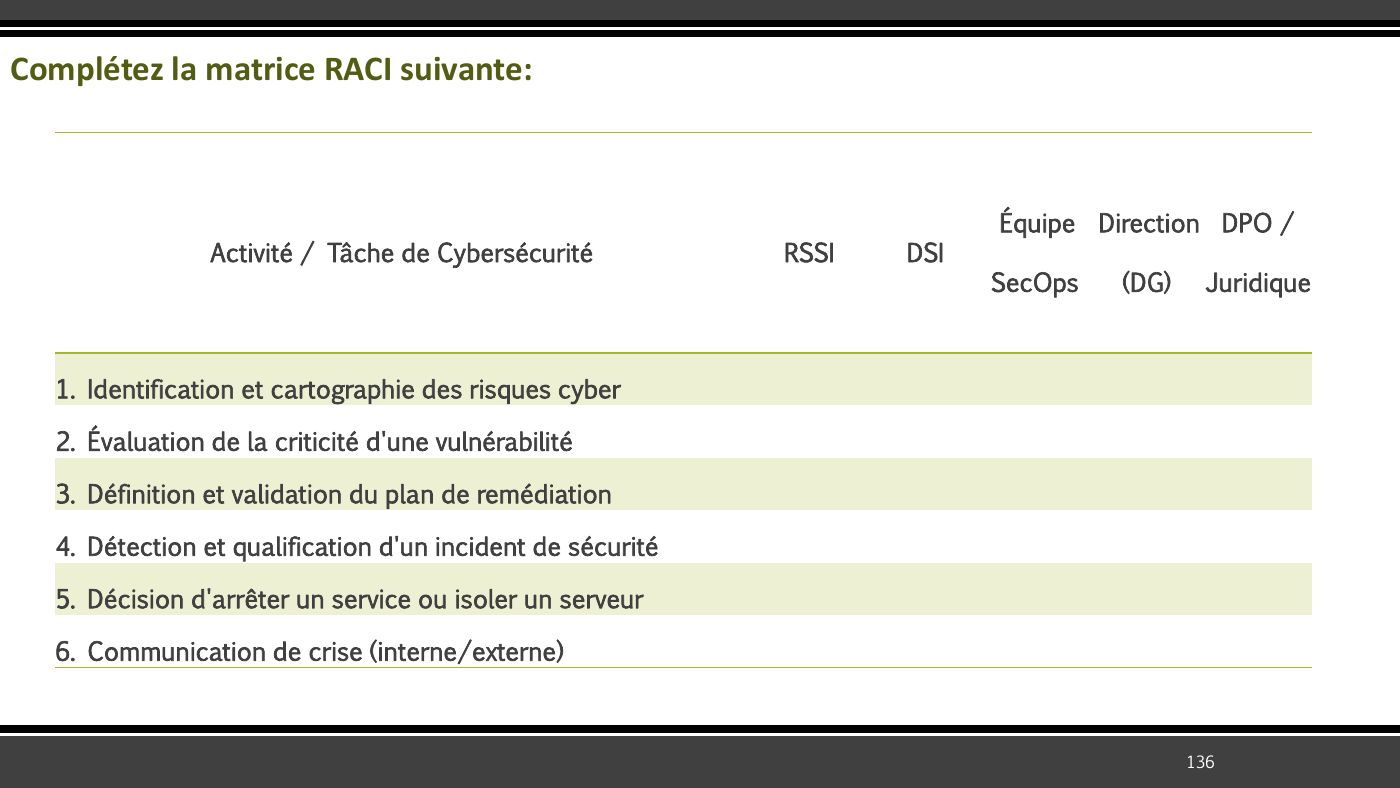 Complétez la matrice RACI suivante:
Activité / Tâche de Cybersécurité
RSSI
DSI
Équipe
SecOps
Direction
(DG)
DPO /
Juridique
1. Identification et cartographie des risques cyber
2. Évaluation de la criticité d'une vulnérabilité
3. Définition et validation du plan de remédiation
4. Détection et qualification d'un incident de sécurité
5. Décision d'arrêter un service ou isoler un serveur
6. Communication de crise (interne/externe)
136